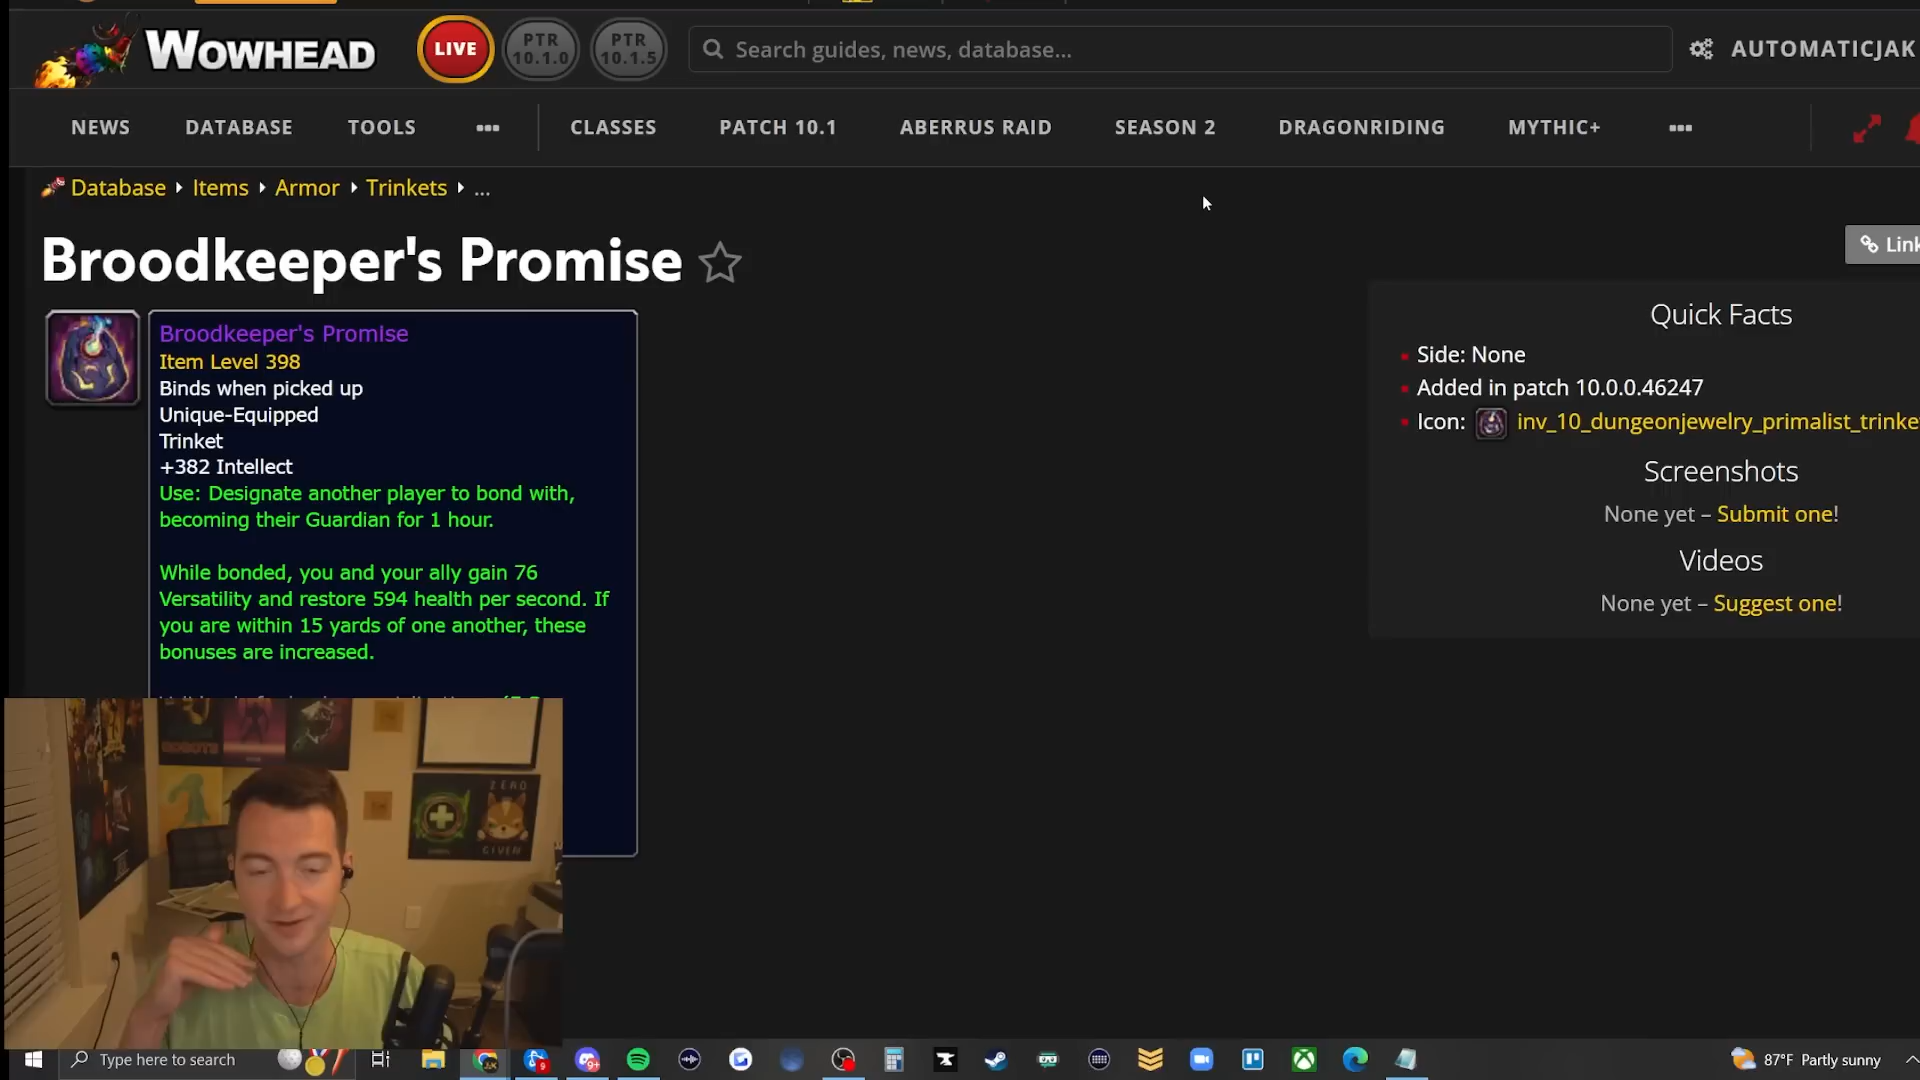 WOWHEAD
LIVE
PTR
10.1.0
PTR
10.1.5
Search guides, news, database...
AUTOMATICJAK
NEWS
DATABASE
TOOLS
CLASSES
PATCH 10.1
ABERRUS RAID
SEASON 2
DRAGONRIDING
MYTHIC+
Database
Items
Armor
Trinkets
...
Broodkeeper's Promise
Link
Broodkeeper's Promise
Item Level 398
Binds when picked up
Unique-Equipped
Trinket
+382 Intellect
Use: Designate another player to bond with,
becoming their Guardian for 1 hour.
While bonded, you and your ally gain 76
Versatility and restore 594 health per second. If
you are within 15 yards of one another, these
bonuses are increased.
Quick Facts
Side: None
Added in patch 10.0.0.46247
Icon: inv_10_dungeonjewelry_primalist_trinke
Screenshots
None yet – Submit one!
Videos
None yet – Suggest one!
ZERO
GIVEN
Type here to search
87°F Partly sunny